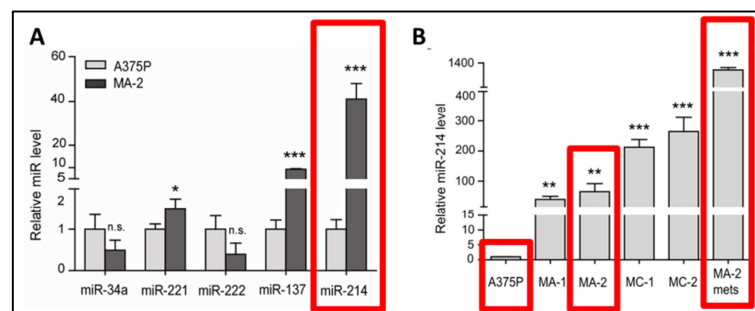 A
A375P
MA-2
Relative miR level
60
40
20
10
5
2
1
0
n.s.
*
n.s.
***
***
miR-34a
miR-221
miR-222
miR-137
miR-214
B
Relative miR-214 level
1400
400
300
200
100
15
10
5
0
**
**
***
***
***
A375P
MA-1
MA-2
MC-1
MC-2
MA-2
mets